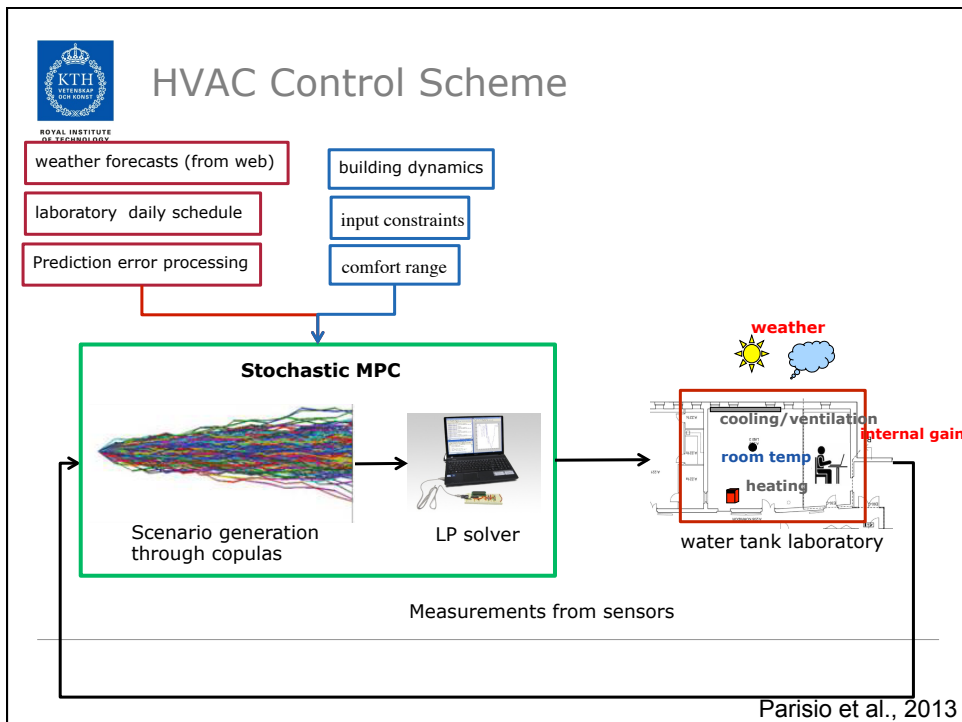 KTH
VETENSKAP
OCH KONST
ROYAL INSTITUTE
OF TECHNOLOGY
HVAC Control Scheme
weather forecasts (from web)
laboratory daily schedule
Prediction error processing
building dynamics
input constraints
comfort range
Stochastic MPC
Scenario generation
through copulas
LP solver
weather
cooling/ventilation
internal gain
room temp
heating
water tank laboratory
Measurements from sensors
Parisio et al., 2013